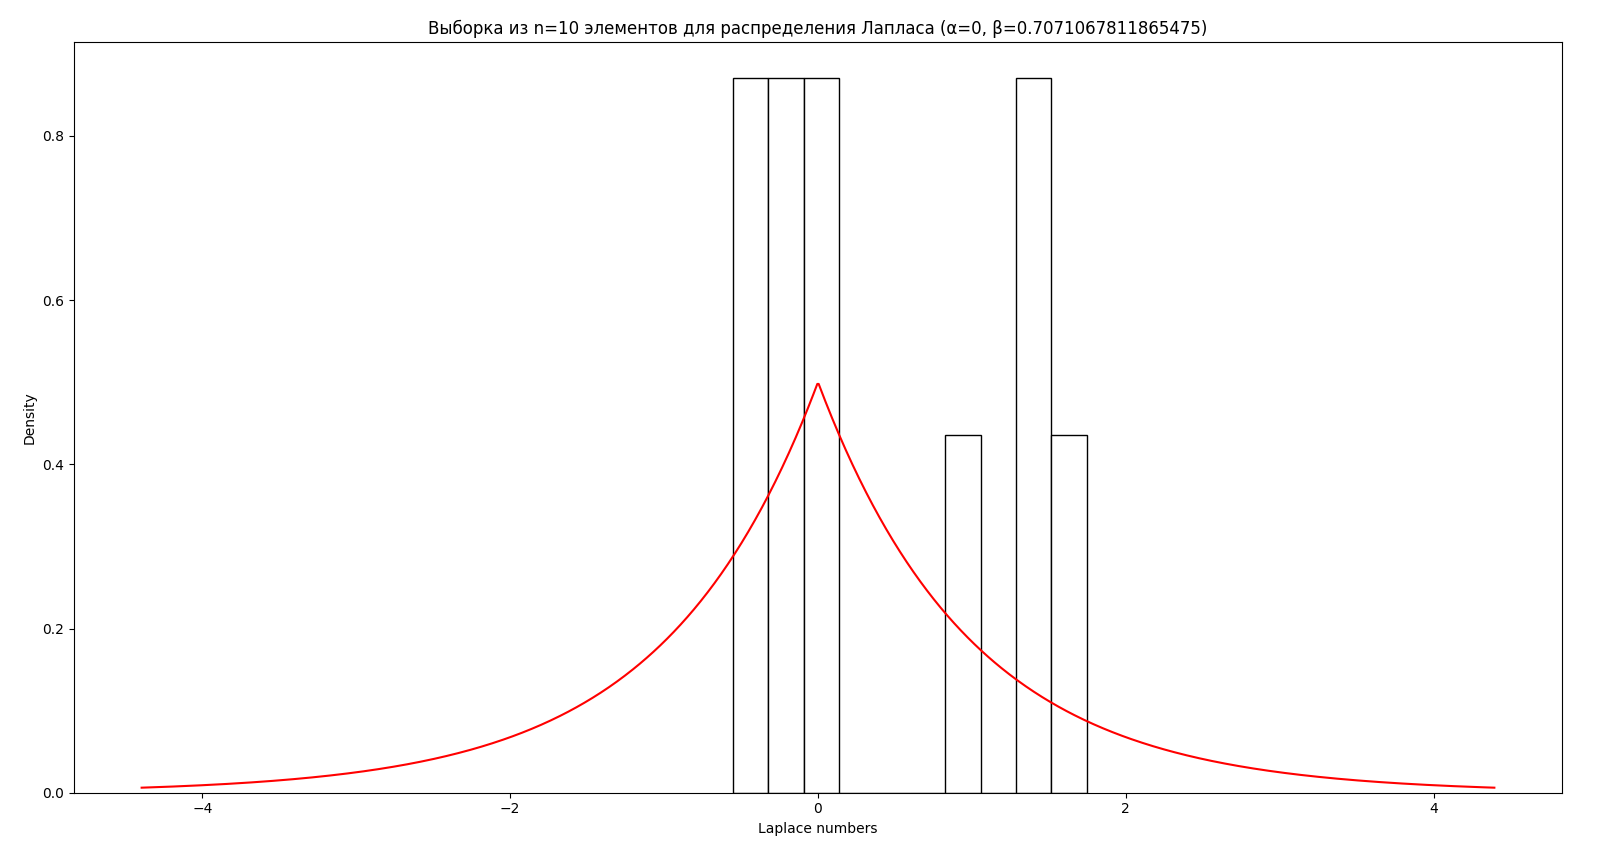 Выборка из n=10 элементов для распределения Лапласа (α=0, β=0.7071067811865475)
0.8
0.6
0.4
0.2
0.0
Density
−4 −2 0 2 4
Laplace numbers